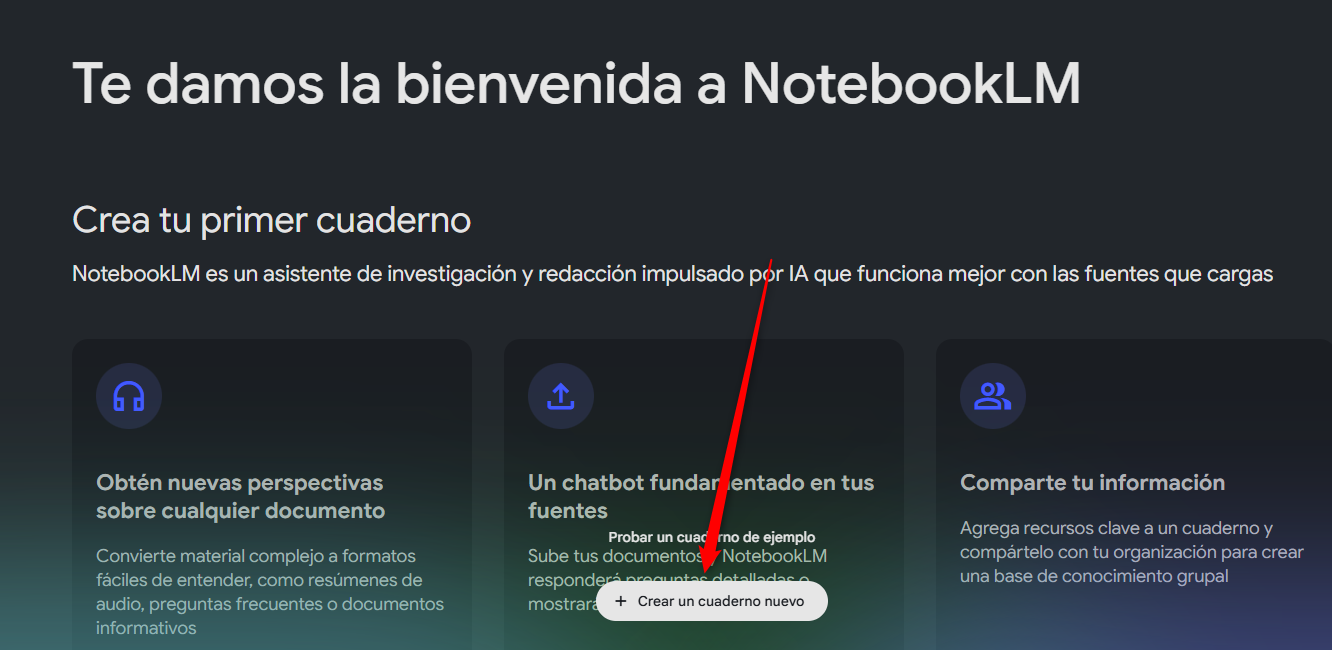 Te damos la bienvenida a NotebookLM
Crea tu primer cuaderno
NotebookLM es un asistente de investigación y redacción impulsado por IA que funciona mejor con las fuentes que cargas
Obtén nuevas perspectivas
sobre cualquier documento
Convierte material complejo a formatos
fáciles de entender, como resúmenes de
audio, preguntas frecuentes o documentos
informativos
Un chatbot fundamentado en tus
fuentes
Probar un cuaderno de ejemplo
Sube tus documentos y NotebookLM
responderá preguntas detalladas o
mostrará
+ Crear un cuaderno nuevo
Comparte tu información
Agrega recursos clave a un cuaderno y
compártelo con tu organización para crear
una base de conocimiento grupal